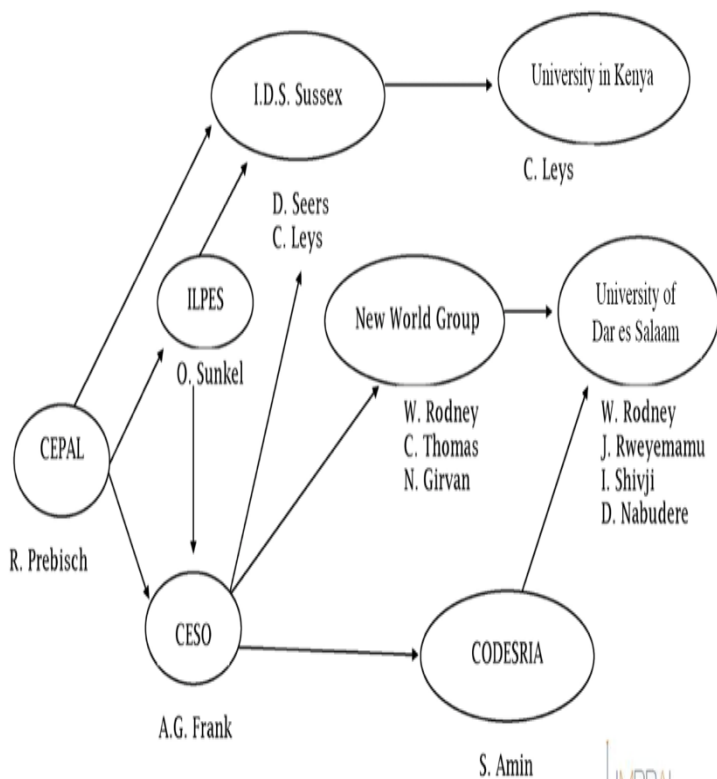 I.D.S. Sussex
University in Kenya
C. Leys
D. Seers
C. Leys
ILPES
O. Sunkel
New World Group
University of
Dar es Salaam
W. Rodney
C. Thomas
N. Girvan
W. Rodney
J. Rweyemamu
I. Shivji
D. Nabudere
CEPAL
R. Prebisch
CESO
A.G. Frank
CODESRIA
S. Amin